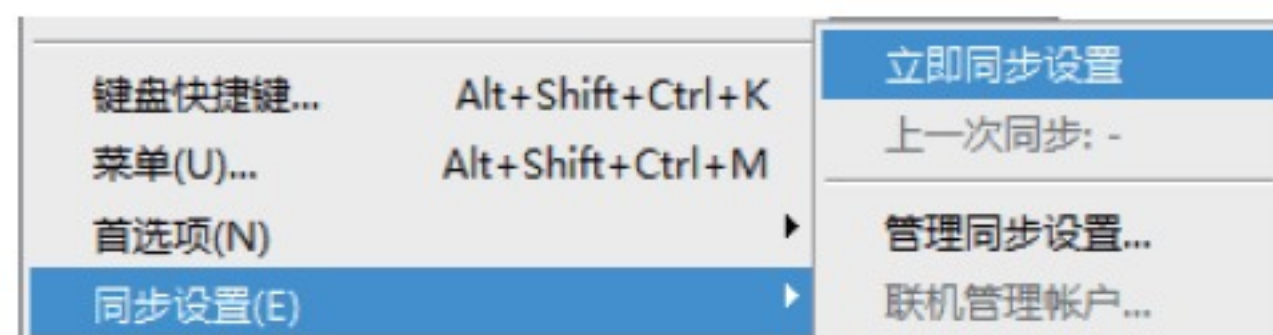 键盘快捷键... Alt+Shift+Ctrl+K
菜单(U)... Alt+Shift+Ctrl+M
首选项(N)
同步设置(E)
立即同步设置
上一次同步: -
管理同步设置...
联机管理帐户...